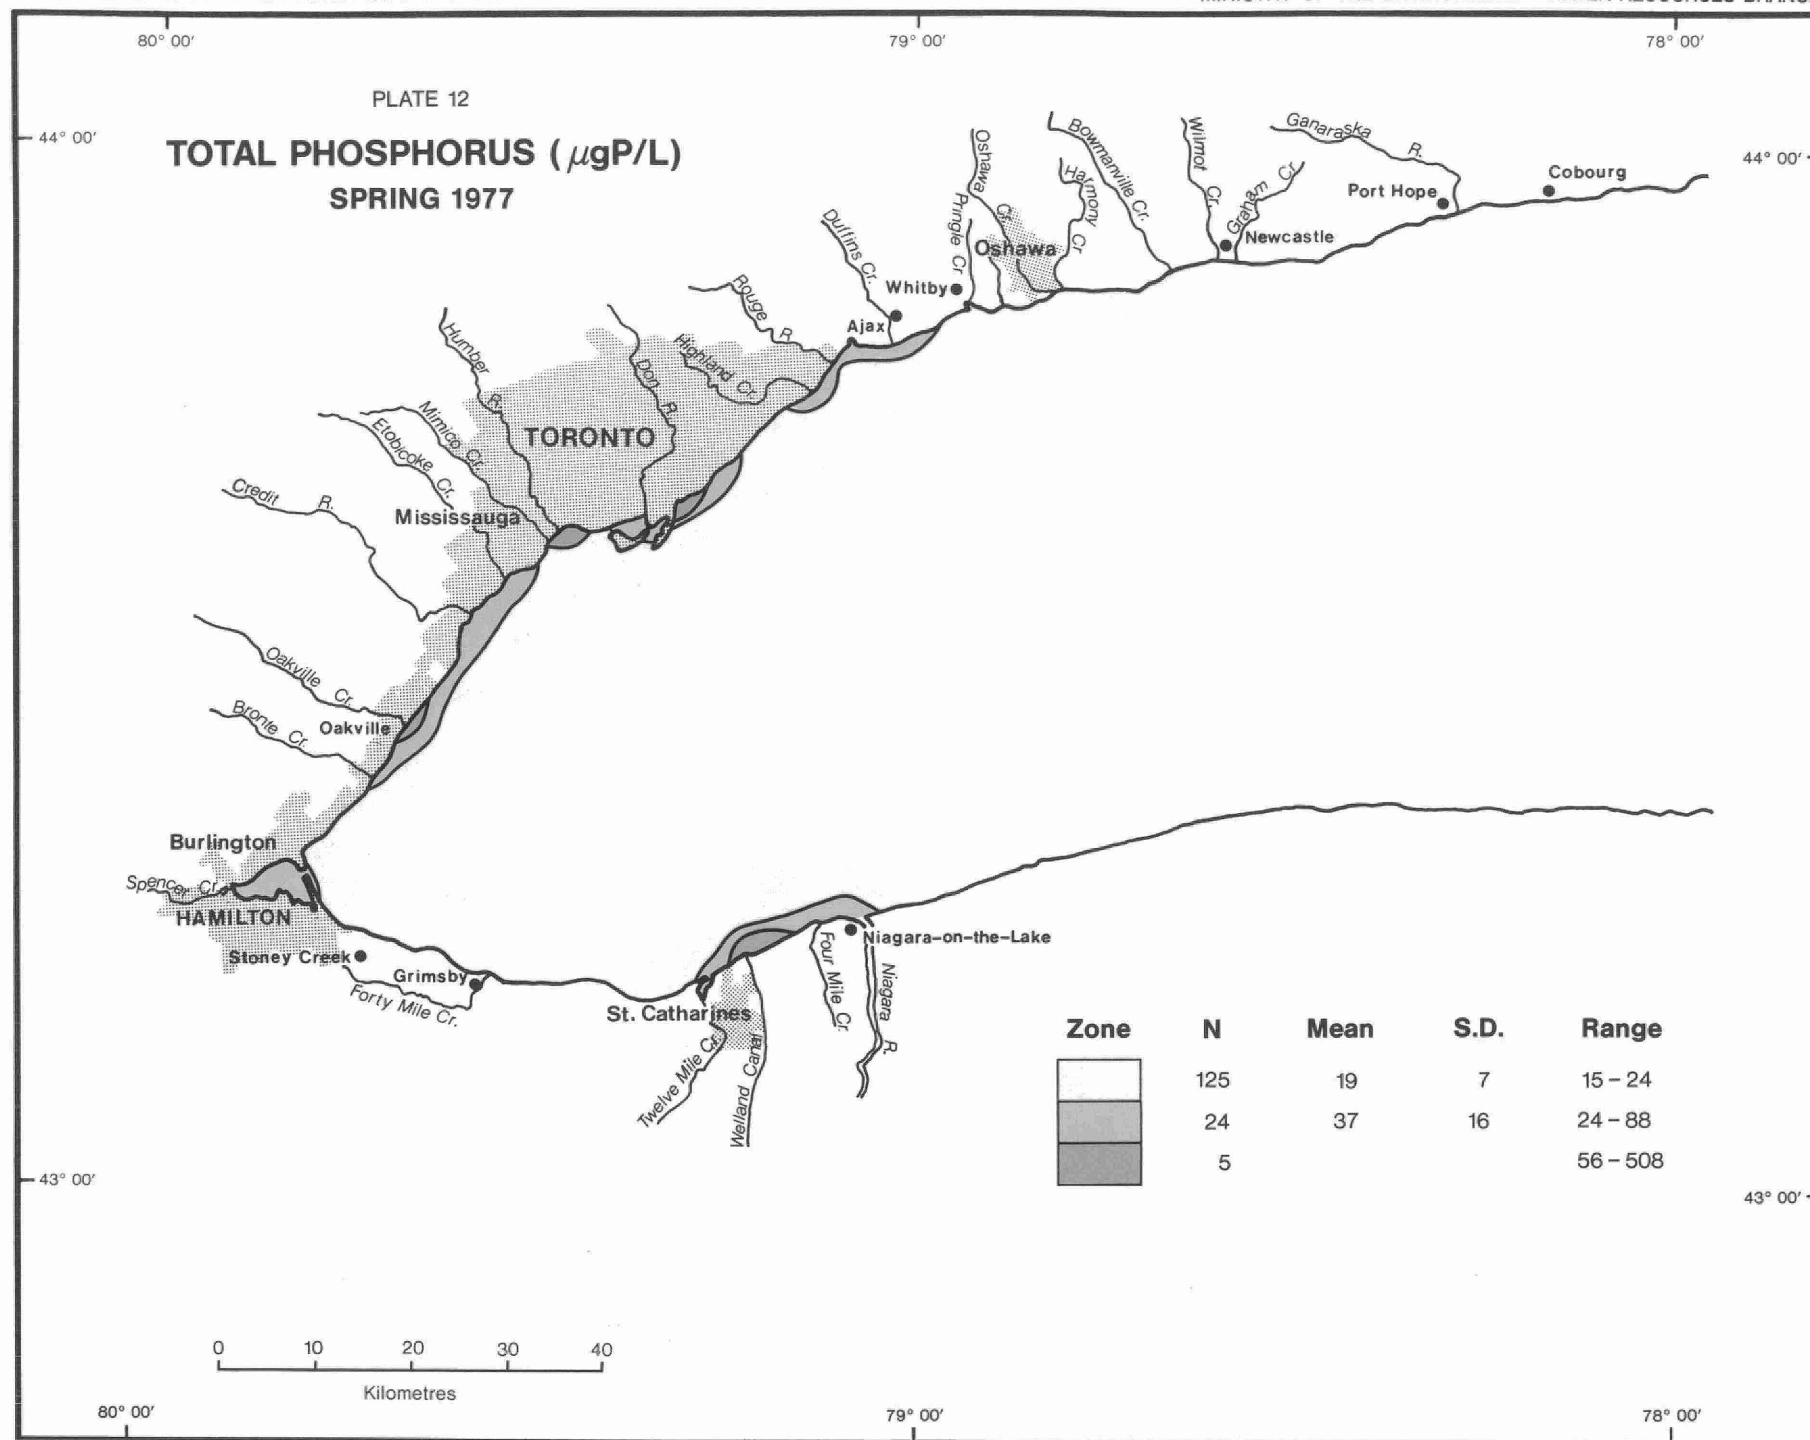 80° 00′ 79° 00′ 78° 00′
PLATE 12
44° 00′
TOTAL PHOSPHORUS (μgP/L)
SPRING 1977
44° 00′
Ganaraska R.
Cobourg
Port Hope
Wilmot Cr.
Graham Cr.
Newcastle
Bowmanville Cr.
Harmony Cr.
Oshawa Cr.
Oshawa
Pringle Cr.
Whitby
Duffins Cr.
Ajax
Rouge R.
Highland Cr.
Don R.
Humber R.
TORONTO
Mimico Cr.
Etobicoke Cr.
Mississauga
Credit R.
Oakville Cr.
Oakville
Bronte Cr.
Burlington
Spencer Cr.
HAMILTON
Stoney Creek
Grimsby
Forty Mile Cr.
St. Catharines
Twelve Mile Cr.
Welland Canal
Four Mile Cr.
Niagara-on-the-Lake
Niagara R.
Zone N Mean S.D. Range
125 19 7 15 – 24
24 37 16 24 – 88
5 56 – 508
43° 00′
43° 00′
0 10 20 30 40
Kilometres
80° 00′ 79° 00′ 78° 00′